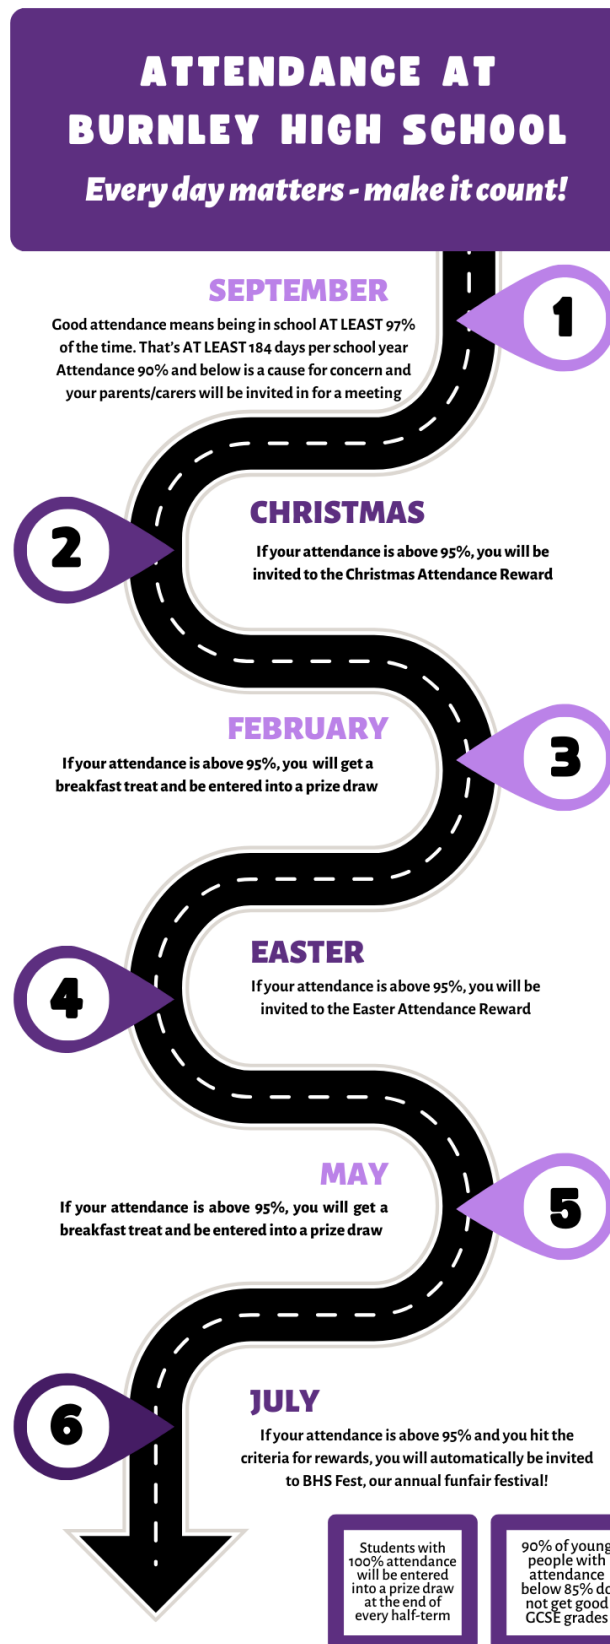 ATTENDANCE AT
BURNLEY HIGH SCHOOL
Every day matters - make it count!
SEPTEMBER
1
Good attendance means being in school AT LEAST 97%
of the time. That's AT LEAST 184 days per school year
Attendance 90% and below is a cause for concern and
your parents/carers will be invited in for a meeting
2
CHRISTMAS
If your attendance is above 95%, you will be
invited to the Christmas Attendance Reward
FEBRUARY
3
If your attendance is above 95%, you will get a
breakfast treat and be entered into a prize draw
4
EASTER
If your attendance is above 95%, you will be
invited to the Easter Attendance Reward
MAY
5
If your attendance is above 95%, you will get a
breakfast treat and be entered into a prize draw
6
JULY
If your attendance is above 95% and you hit the
criteria for rewards, you will automatically be invited
to BHS Fest, our annual funfair festival!
Students with
100% attendance
will be entered
into a prize draw
at the end of
every half-term
90% of young
people with
attendance
below 85% do
not get good
GCSE grades